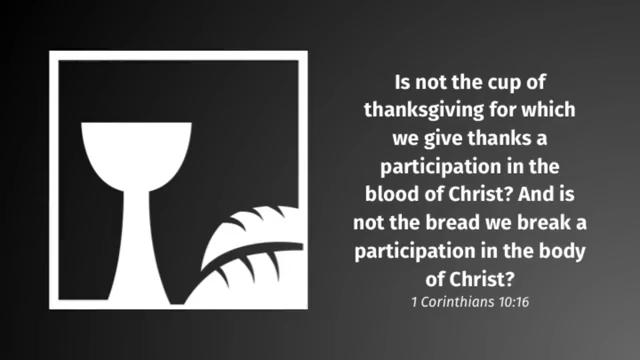 Is not the cup of
thanksgiving for which
we give thanks a
participation in the
blood of Christ? And is
not the bread we break a
participation in the body
of Christ?
1 Corinthians 10:16